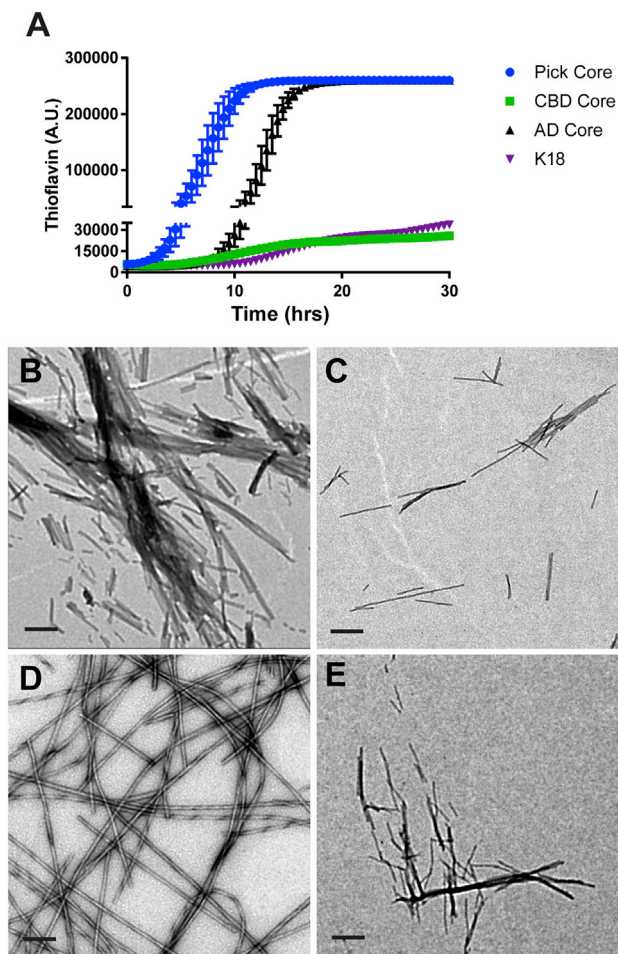 A
Thioflavin (A.U.)
300000
200000
100000
30000
15000
0
0
10
20
30
Time (hrs)
Pick Core
CBD Core
AD Core
K18
B
C
D
E